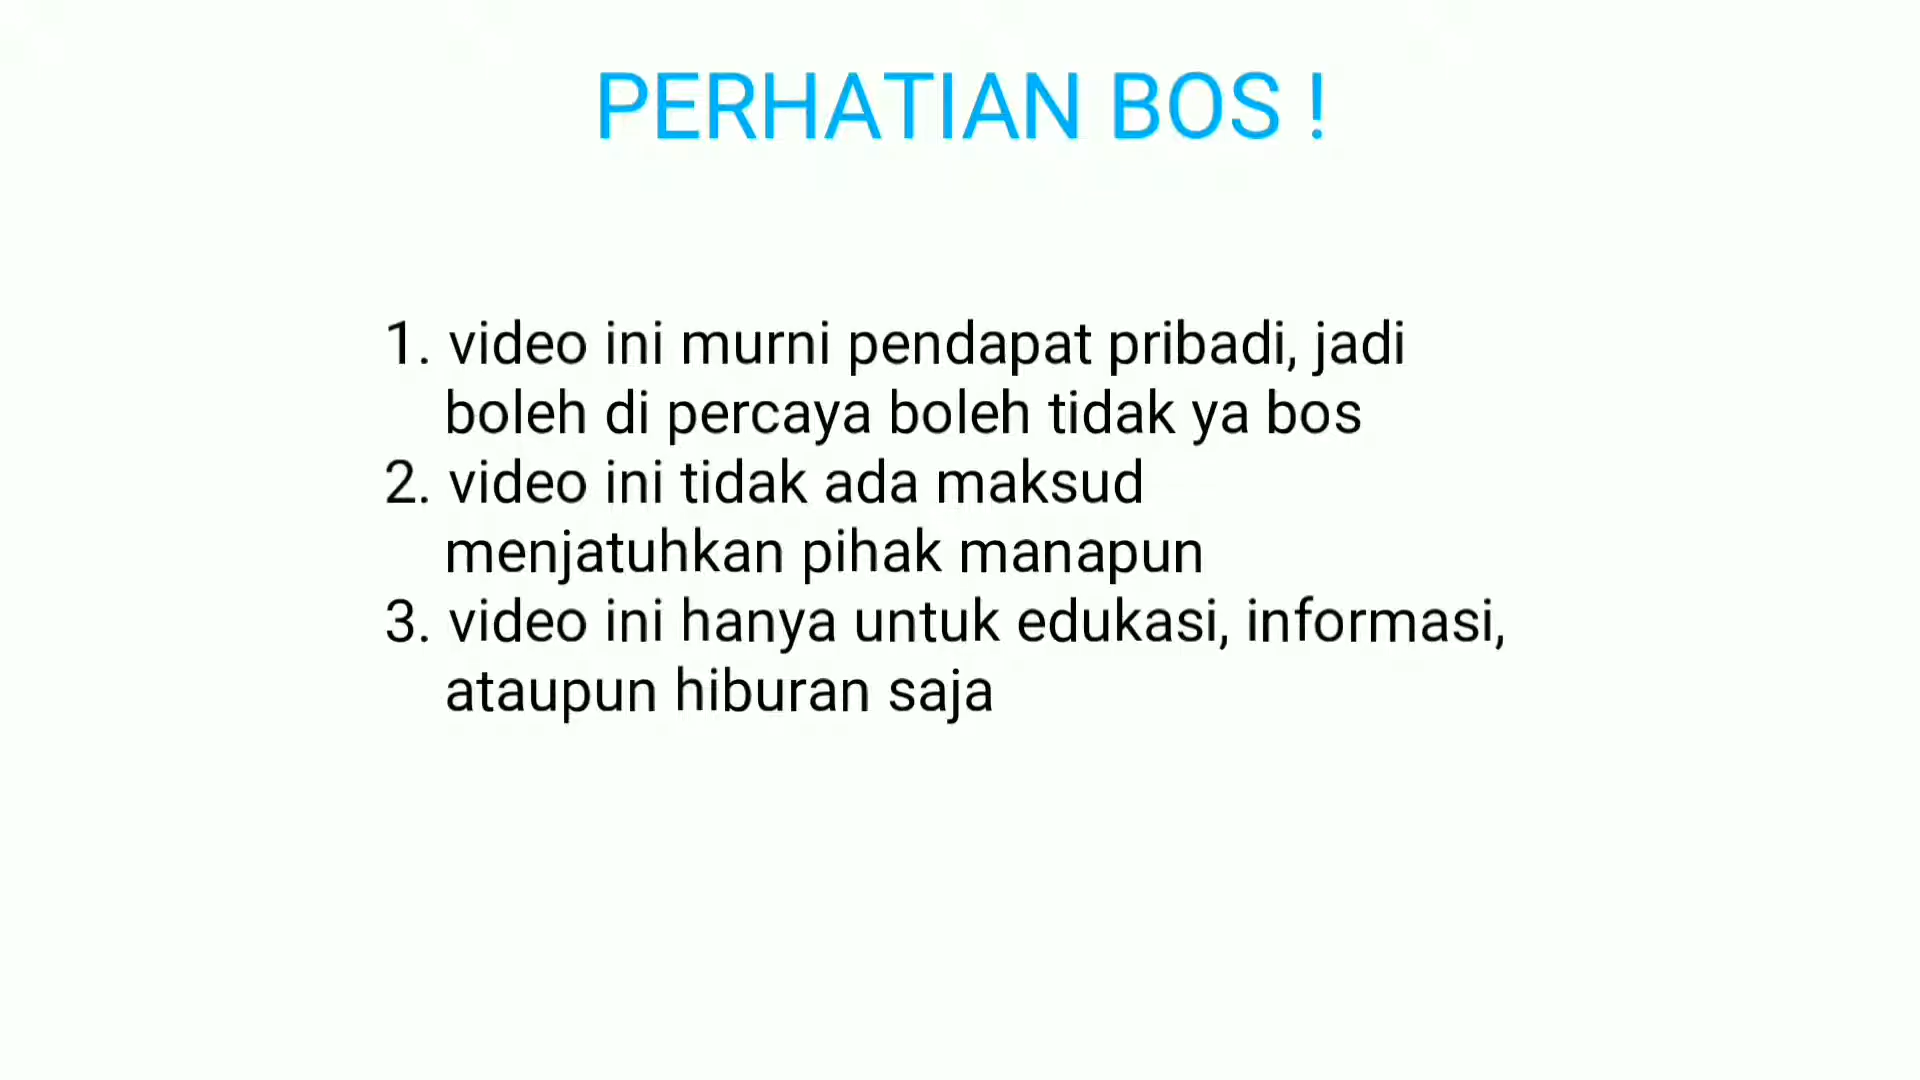 PERHATIAN BOS !
1. video ini murni pendapat pribadi, jadi
boleh di percaya boleh tidak ya bos
2. video ini tidak ada maksud
menjatuhkan pihak manapun
3. video ini hanya untuk edukasi, informasi,
ataupun hiburan saja